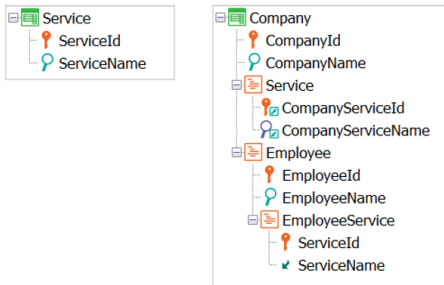 Service
ServiceId
ServiceName
Company
CompanyId
CompanyName
Service
CompanyServiceId
CompanyServiceName
Employee
EmployeeId
EmployeeName
EmployeeService
ServiceId
ServiceName